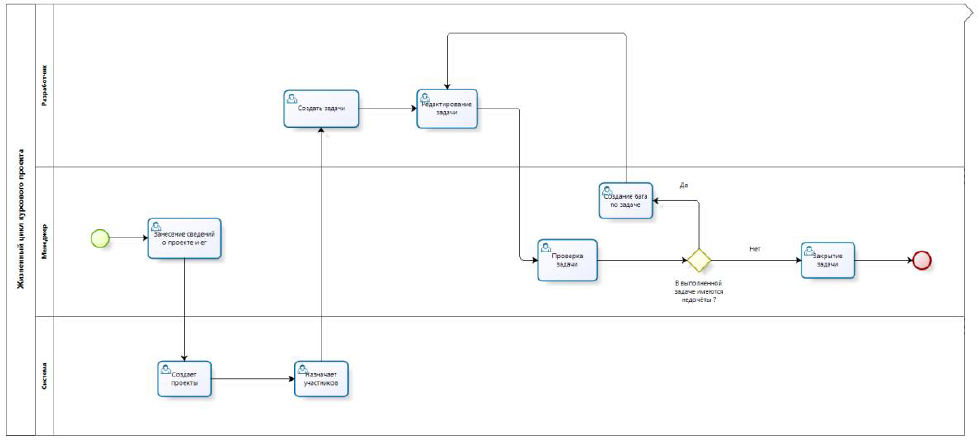 Жизненный цикл курсового проекта
Разработчик
Создать задачи
Редактирование
задачи
Менеджер
Занесение сведений
о проекте и ег
Создание бага
по задаче
Да
Проверка
задачи
Нет
В выполненной
задаче имеются
недочёты ?
Закрытие
задачи
Система
Создает
проекты
Назначает
участников